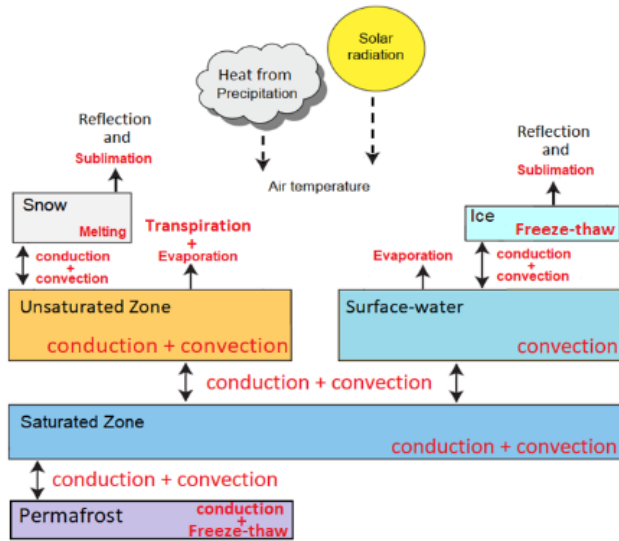 Solar
radiation
Heat from
Precipitation
Reflection
and
Sublimation
Reflection
and
Sublimation
Air temperature
Snow
Melting
Ice
Freeze-thaw
conduction
+
convection
Transpiration
+
Evaporation
Evaporation
conduction
+
convection
Unsaturated Zone
conduction + convection
Surface-water
convection
conduction + convection
Saturated Zone
conduction + convection
conduction + convection
Permafrost
conduction
+
Freeze-thaw